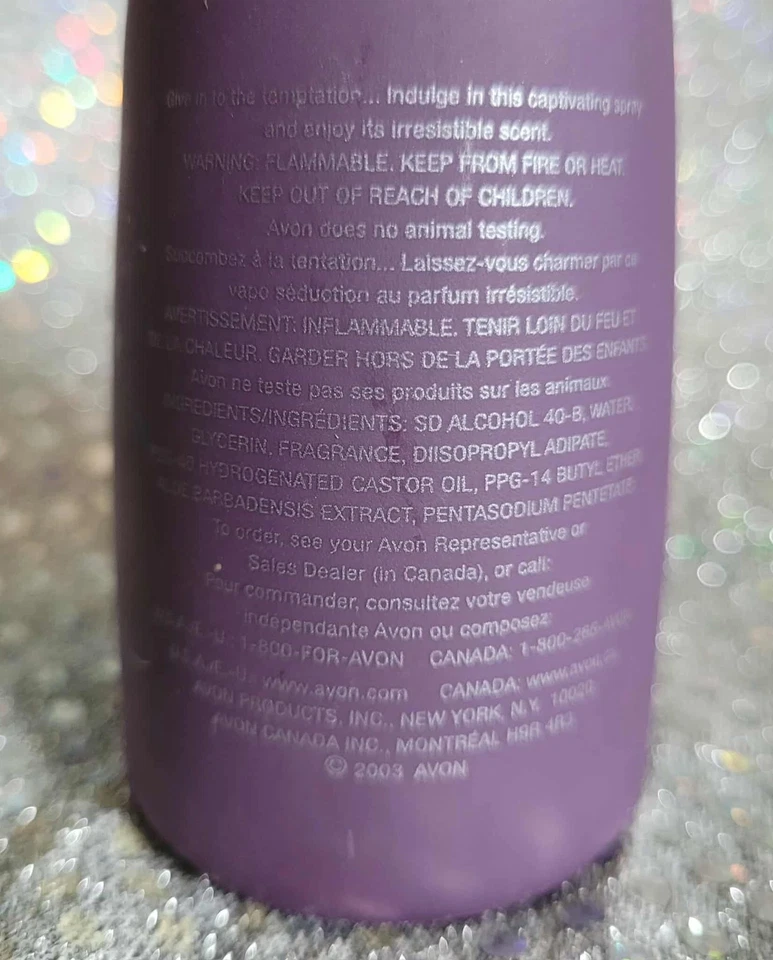 Give in to the temptation... Indulge in this captivating spray
and enjoy its irresistible scent.
WARNING: FLAMMABLE. KEEP FROM FIRE OR HEAT.
KEEP OUT OF REACH OF CHILDREN.
Avon does no animal testing.
Succombez à la tentation... Laissez-vous charmer par ce
vapo séduction au parfum irrésistible.
AVERTISSEMENT: INFLAMMABLE. TENIR LOIN DU FEU ET
DE LA CHALEUR. GARDER HORS DE LA PORTÉE DES ENFANTS.
Avon ne teste pas ses produits sur les animaux.
INGREDIENTS/INGRÉDIENTS: SD ALCOHOL 40-B, WATER,
GLYCERIN, FRAGRANCE, DIISOPROPYL ADIPATE,
HYDROGENATED CASTOR OIL, PPG-14 BUTYL ETHER,
ALOE BARBADENSIS EXTRACT, PENTASODIUM PENTETATE.
To order, see your Avon Representative or
Sales Dealer (in Canada), or call:
Pour commander, consultez votre vendeuse
indépendante Avon ou composez:
1-800-FOR-AVON CANADA: 1-800-265-AVON
www.avon.com CANADA: www.avon.ca
AVON PRODUCTS, INC., NEW YORK, N.Y. 10020
AVON CANADA INC., MONTRÉAL H9R 4R3
© 2003 AVON